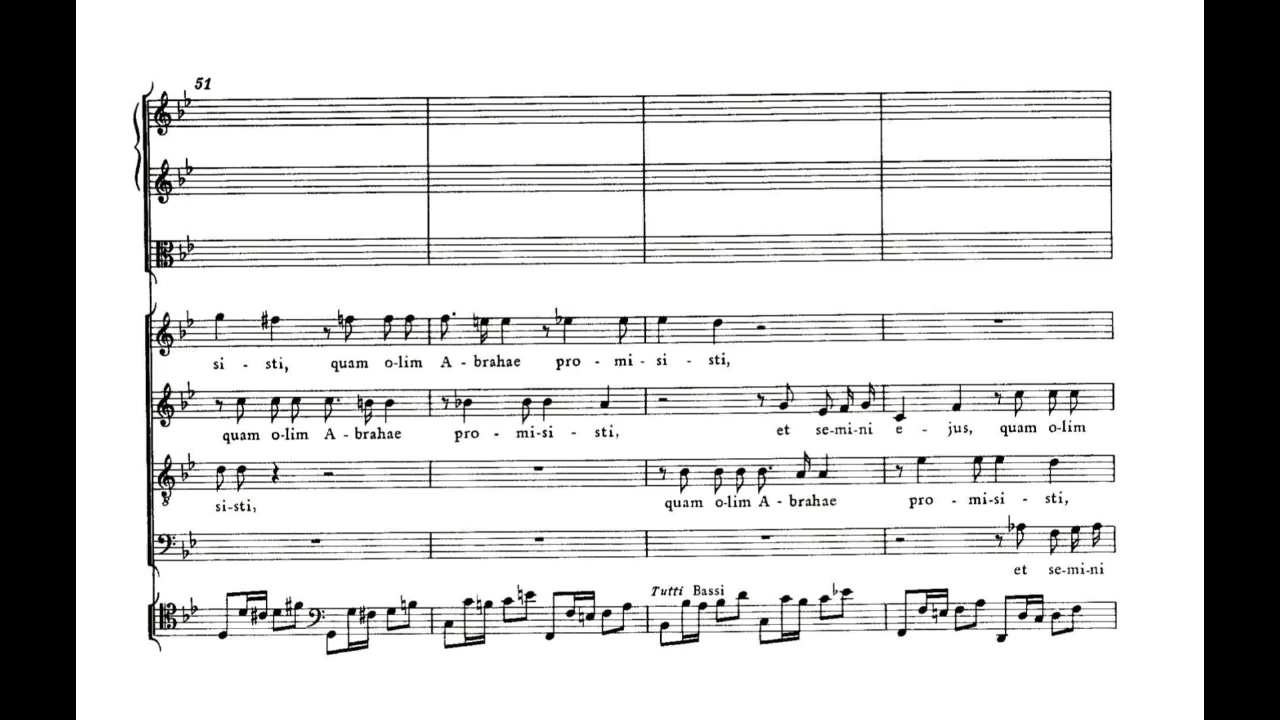 51
si - sti, quam o-lim A-brahae pro - mi - si - sti,
quam o-lim A-brahae pro - mi-si - sti, et se-mi-ni e - jus, quam o-lim
8
si-sti, quam o-lim A-brahae pro - mi-si - sti,
et se-mi-ni
Tutti Bassi